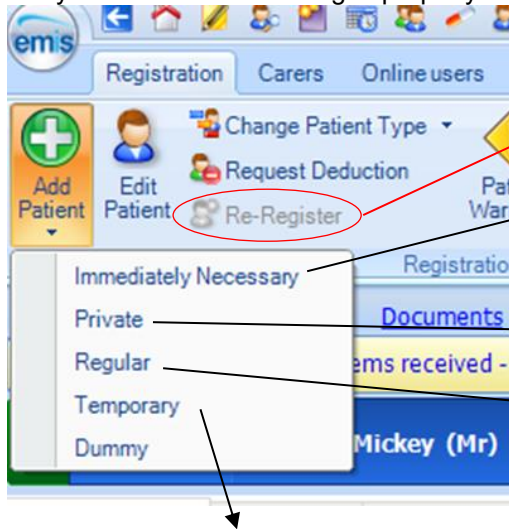 emis
Registration Carers Online users
Add Patient
Edit Patient
Change Patient Type
Request Deduction
Re-Register
Registratio
Immediately Necessary
Private
Regular
Temporary
Dummy
Documents
ems received -
Mickey (Mr)